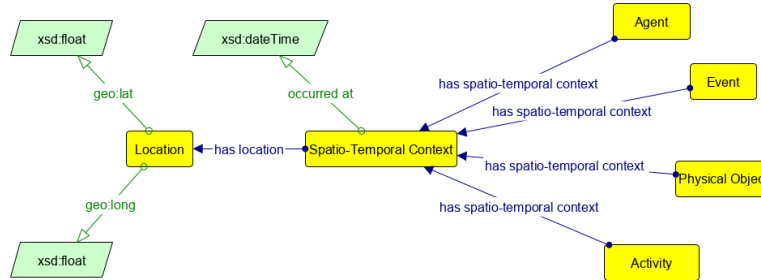 Agent
xsd:float
xsd:dateTime
has spatio-temporal context
Event
geo:lat
occurred at
has spatio-temporal context
Location
has location
Spatio-Temporal Context
has spatio-temporal context
Physical Objec
geo:long
has spatio-temporal context
xsd:float
Activity